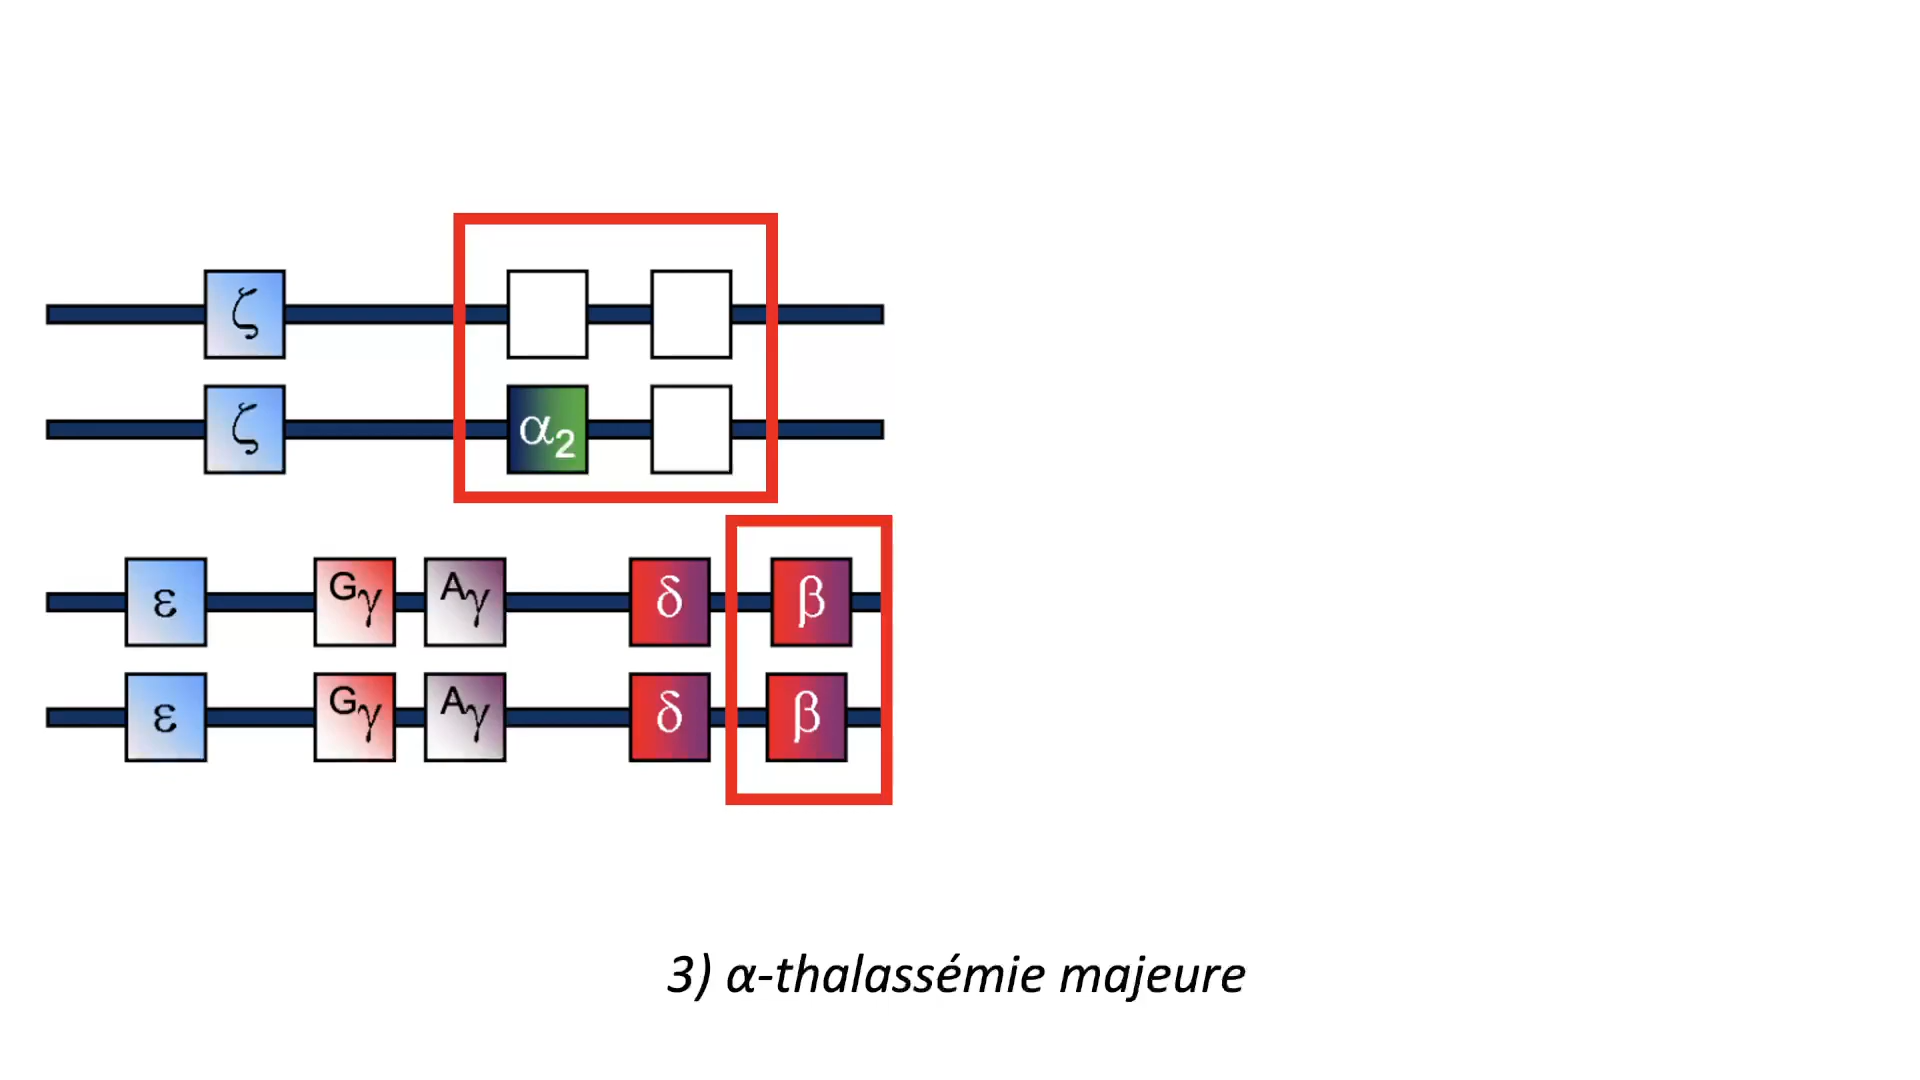 ζ
ζ α₂
ε Gγ Aγ δ β
ε Gγ Aγ δ β
3) α-thalassémie majeure